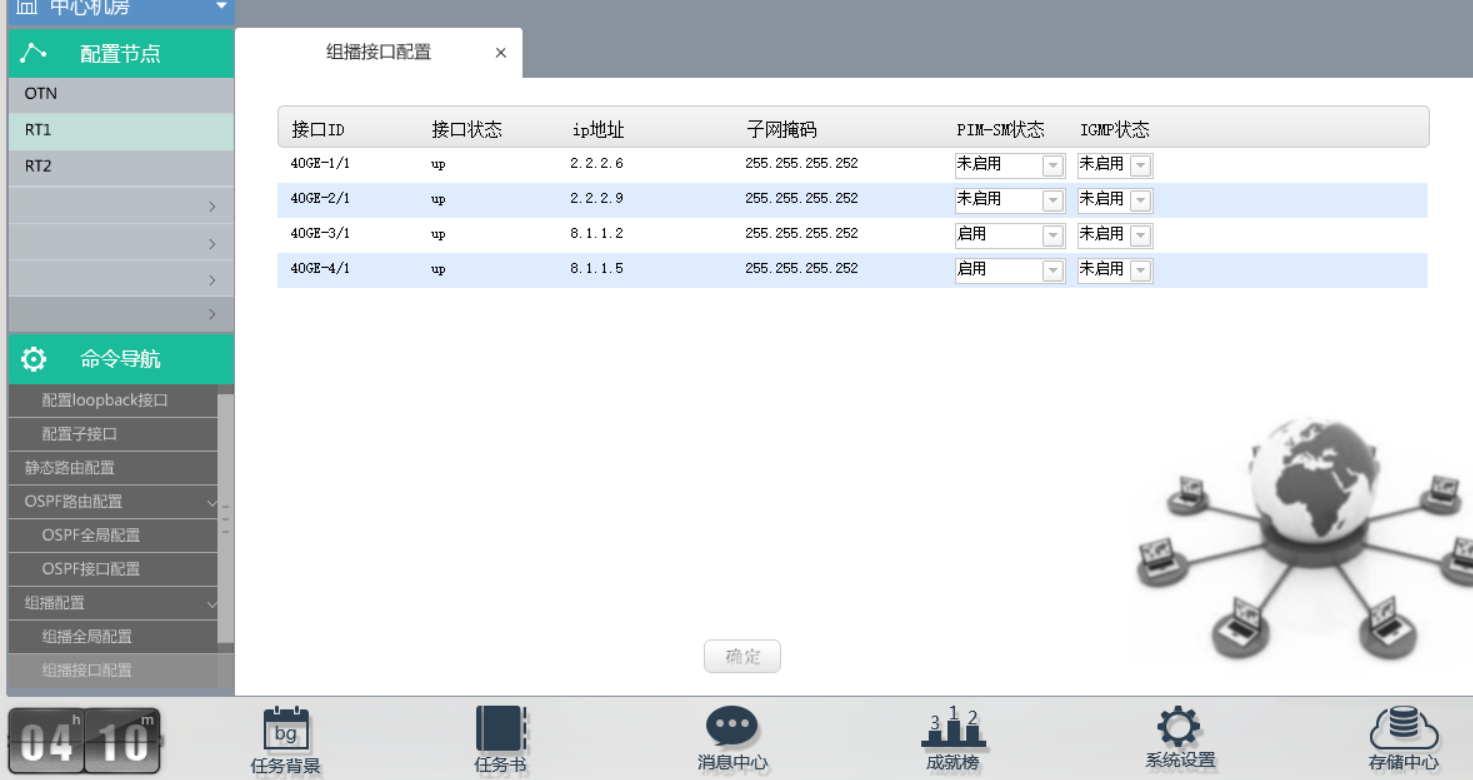 中心机房
配置节点
组播接口配置 ×
OTN
RT1
RT2
接口ID 接口状态 ip地址 子网掩码 PIM-SM状态 IGMP状态
40GE-1/1 up 2.2.2.6 255.255.255.252 未启用 未启用
40GE-2/1 up 2.2.2.9 255.255.255.252 未启用 未启用
40GE-3/1 up 8.1.1.2 255.255.255.252 启用 未启用
40GE-4/1 up 8.1.1.5 255.255.255.252 启用 未启用
命令导航
配置loopback接口
配置子接口
静态路由配置
OSPF路由配置
OSPF全局配置
OSPF接口配置
组播配置
组播全局配置
组播接口配置
确定
04 h 10 m
bg
3 1 2
任务背景 任务书 消息中心 成就榜 系统设置 存储中心